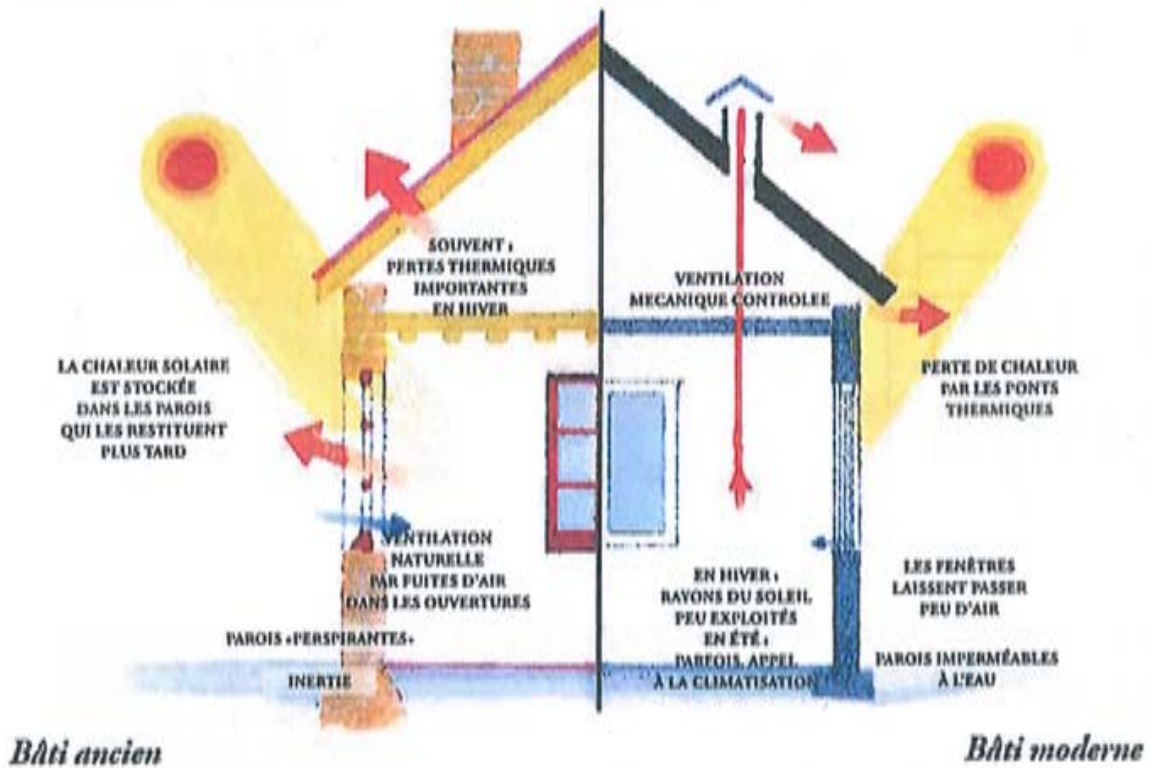 SOUVENT :
PERTES THERMIQUES
IMPORTANTES
EN HIVER
LA CHALEUR SOLAIRE
EST STOCKÉE
DANS LES PAROIS
QUI LES RESTITUENT
PLUS TARD
VENTILATION
NATURELLE
PAR FUITES D'AIR
DANS LES OUVERTURES
PAROIS «PERSPIRANTES»
INERTIE
Bâti ancien
VENTILATION
MECANIQUE CONTROLEE
PERTE DE CHALEUR
PAR LES PONTS
THERMIQUES
EN HIVER :
RAYONS DU SOLEIL
PEU EXPLOITÉS
EN ÉTÉ :
PARFOIS, APPEL
À LA CLIMATISATION
LES FENÊTRES
LAISSENT PASSER
PEU D'AIR
PAROIS IMPERMÉABLES
À L'EAU
Bâti moderne